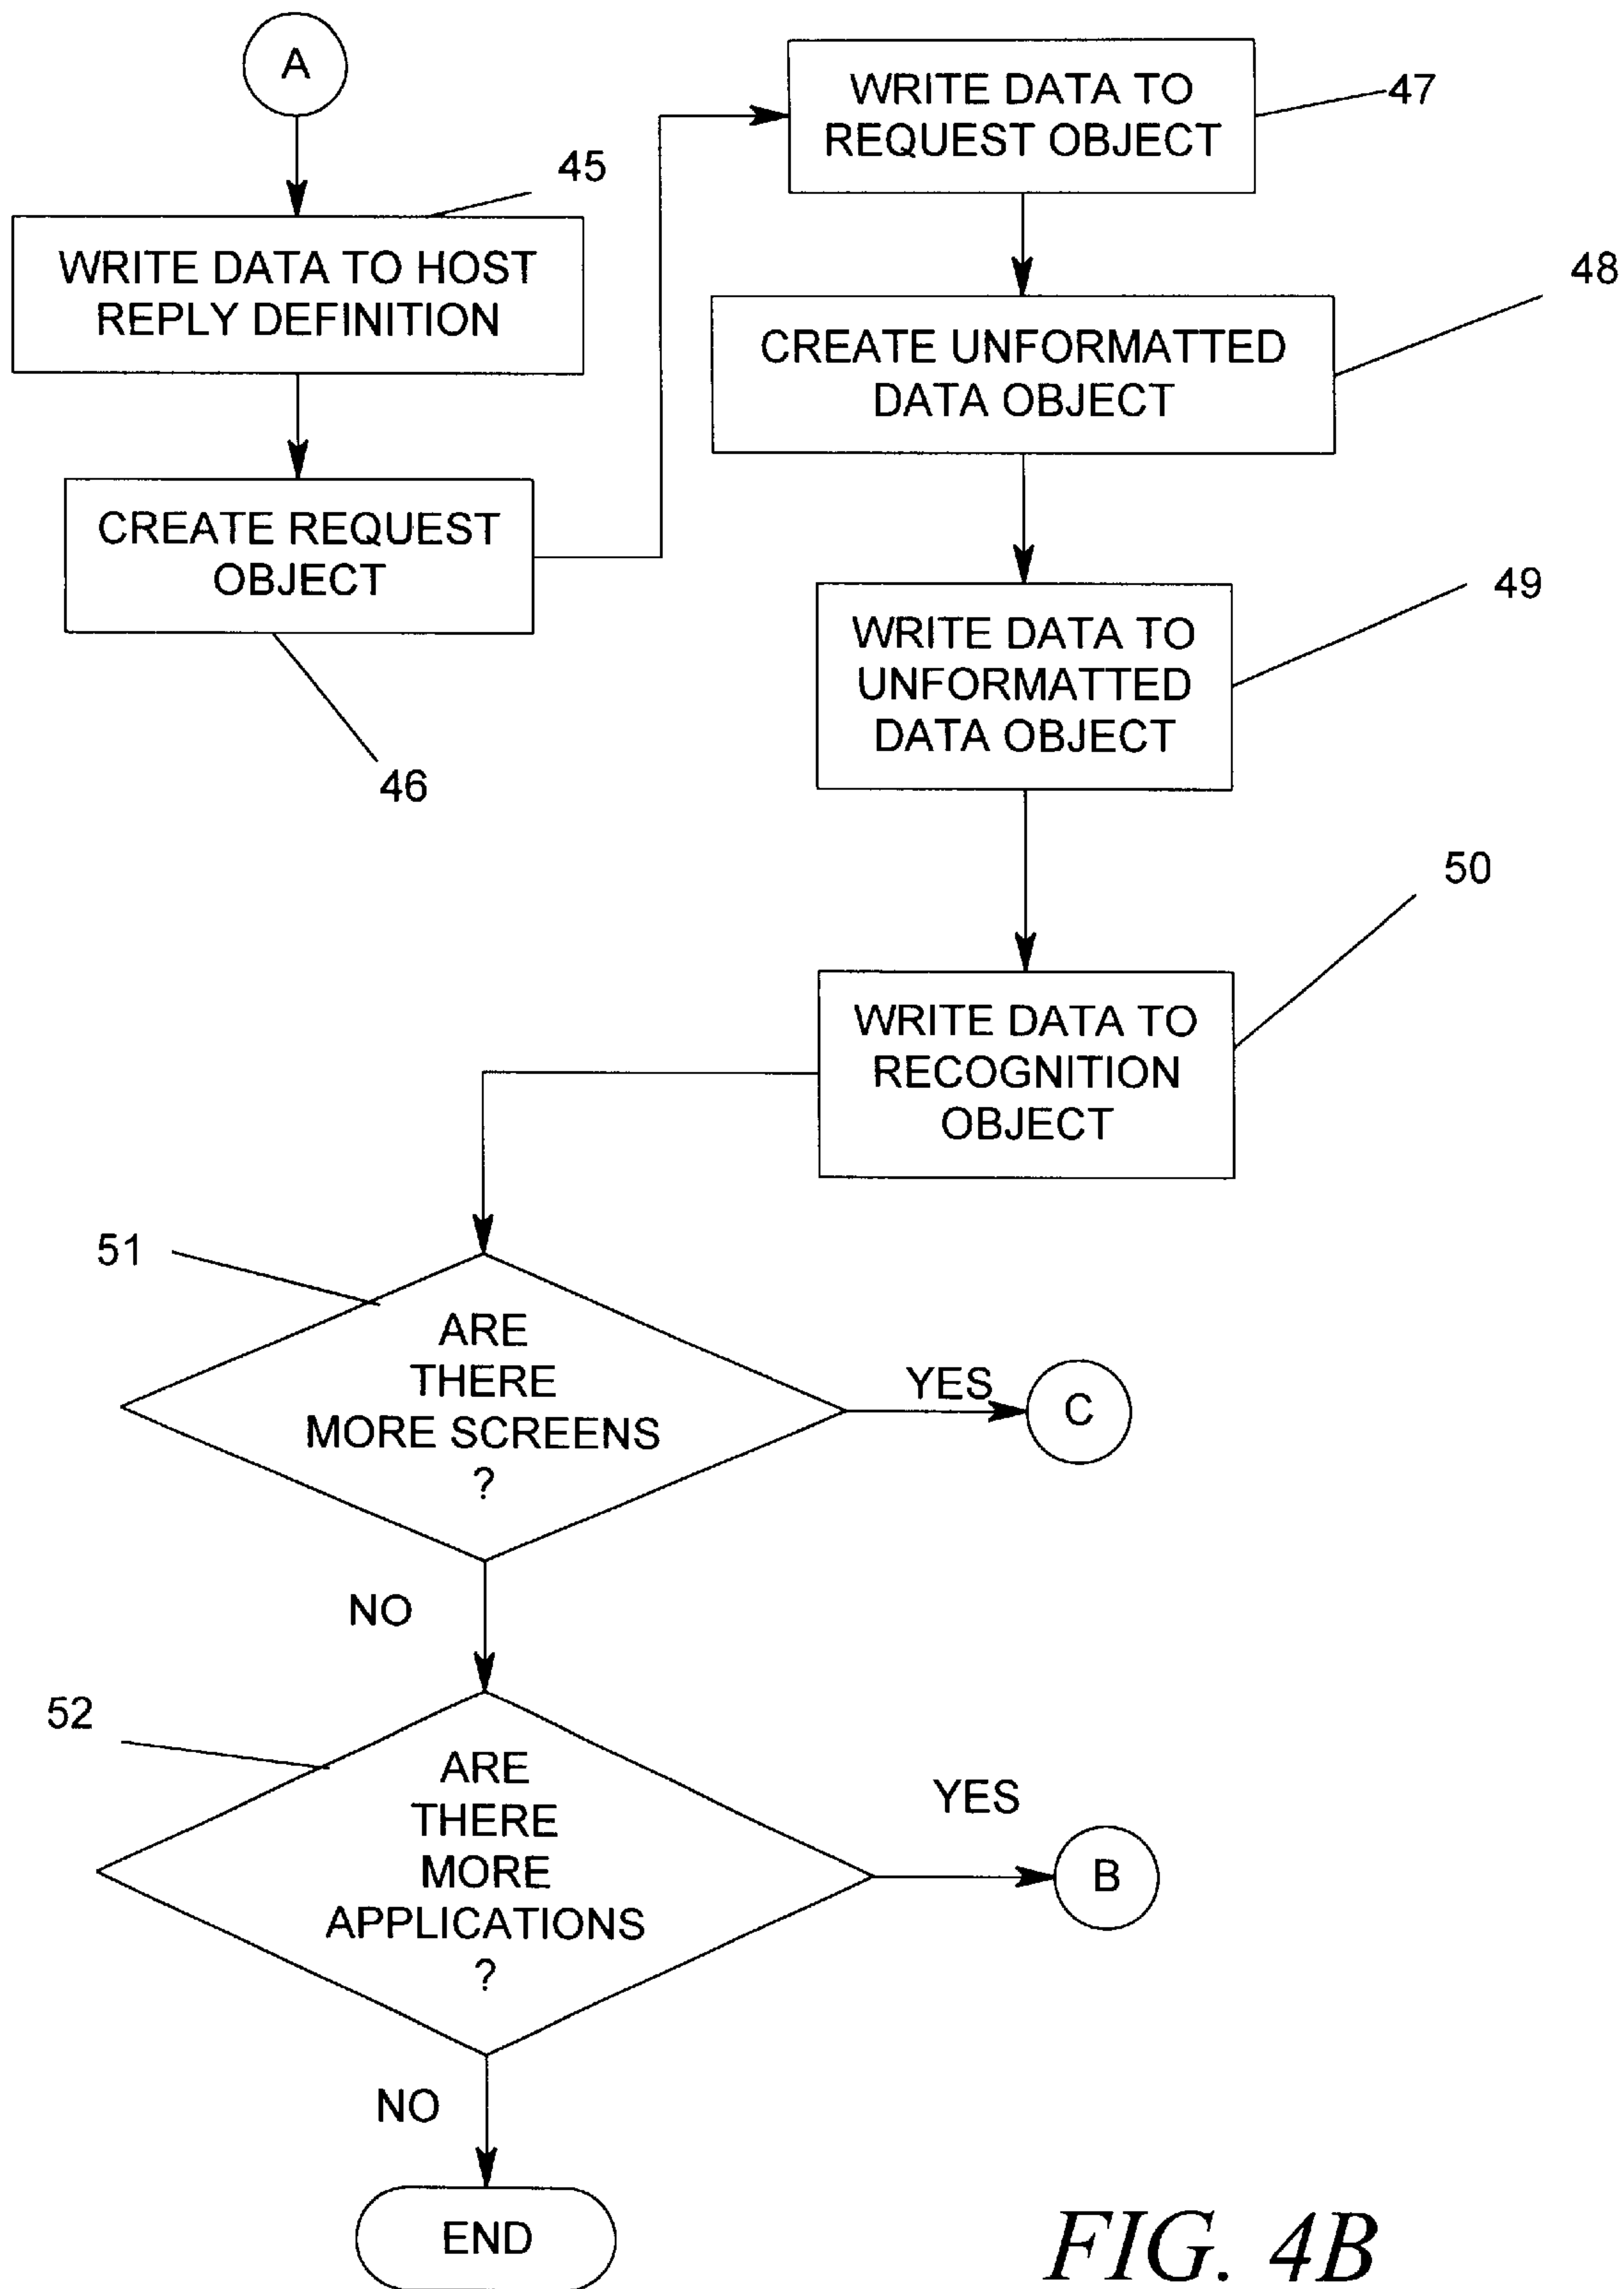 A
45
WRITE DATA TO HOST
REPLY DEFINITION
CREATE REQUEST
OBJECT
46
WRITE DATA TO
REQUEST OBJECT
47
CREATE UNFORMATTED
DATA OBJECT
48
WRITE DATA TO
UNFORMATTED
DATA OBJECT
49
WRITE DATA TO
RECOGNITION
OBJECT
50
51
ARE
THERE
MORE SCREENS
?
YES
C
NO
52
ARE
THERE
MORE
APPLICATIONS
?
YES
B
NO
END
FIG. 4B